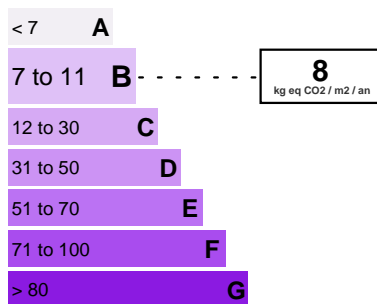 < 7 A
7 to 11 B
8
kg eq CO2 / m2 / an
12 to 30 C
31 to 50 D
51 to 70 E
71 to 100 F
> 80 G